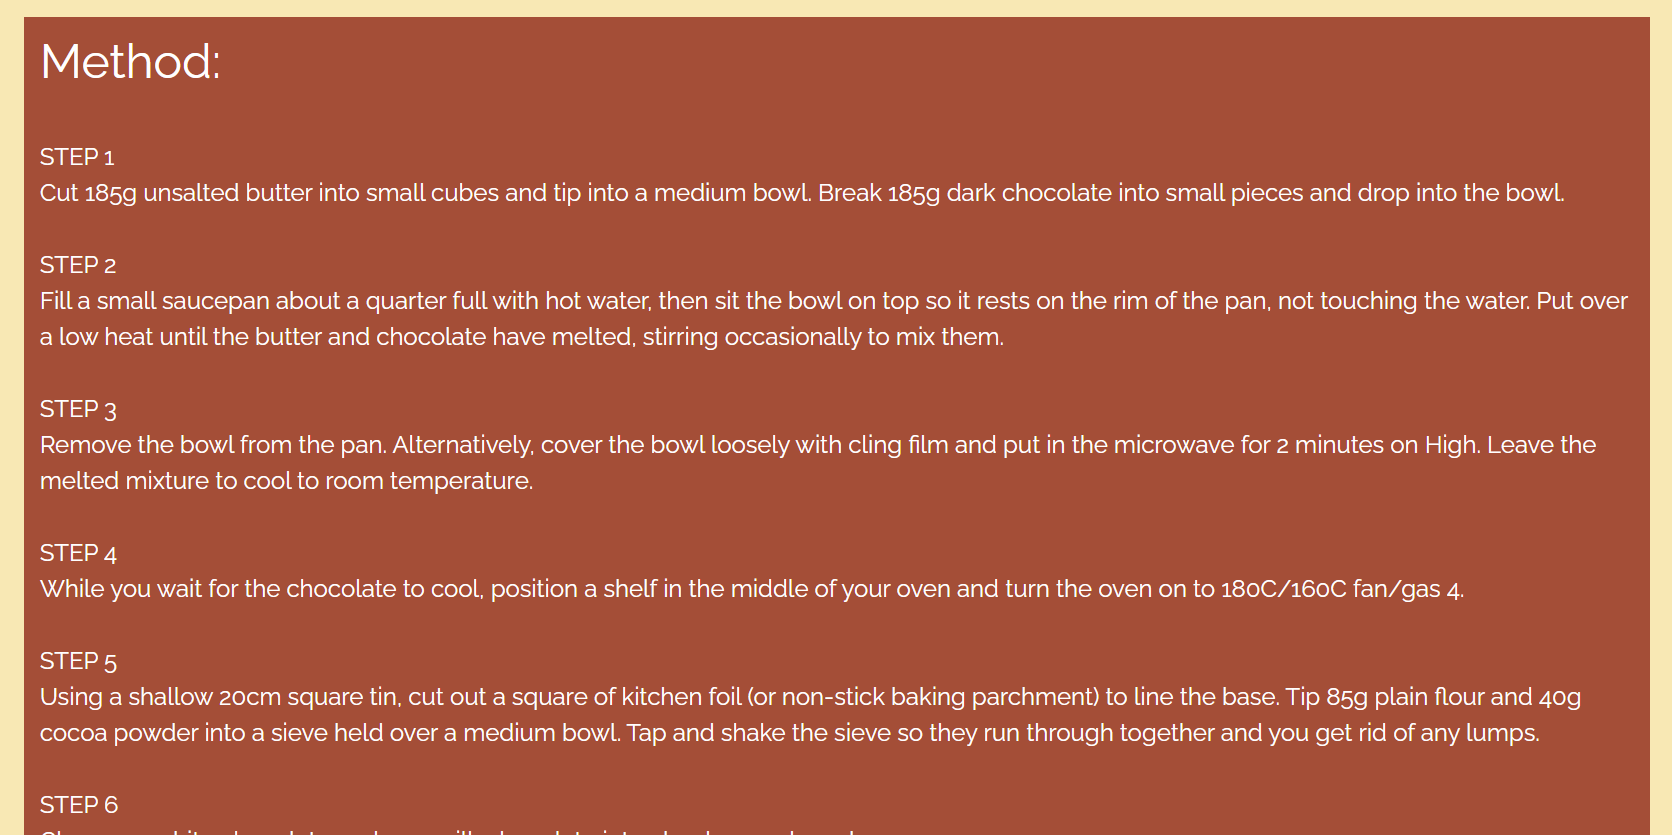 Method:
STEP 1
Cut 185g unsalted butter into small cubes and tip into a medium bowl. Break 185g dark chocolate into small pieces and drop into the bowl.
STEP 2
Fill a small saucepan about a quarter full with hot water, then sit the bowl on top so it rests on the rim of the pan, not touching the water. Put over
a low heat until the butter and chocolate have melted, stirring occasionally to mix them.
STEP 3
Remove the bowl from the pan. Alternatively, cover the bowl loosely with cling film and put in the microwave for 2 minutes on High. Leave the
melted mixture to cool to room temperature.
STEP 4
While you wait for the chocolate to cool, position a shelf in the middle of your oven and turn the oven on to 180C/160C fan/gas 4.
STEP 5
Using a shallow 20cm square tin, cut out a square of kitchen foil (or non-stick baking parchment) to line the base. Tip 85g plain flour and 40g
cocoa powder into a sieve held over a medium bowl. Tap and shake the sieve so they run through together and you get rid of any lumps.
STEP 6